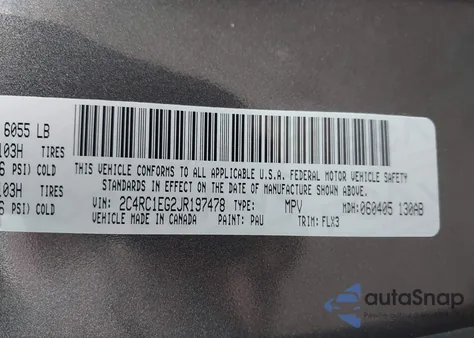 6055 LB
103H TIRES
6 PSI) COLD
103H TIRES
6 PSI) COLD
THIS VEHICLE CONFORMS TO ALL APPLICABLE U.S.A. FEDERAL MOTOR VEHICLE SAFETY
STANDARDS IN EFFECT ON THE DATE OF MANUFACTURE SHOWN ABOVE.
VIN: 2C4RC1EG2JR197478 TYPE: MPV MDH:060405 130AB
VEHICLE MADE IN CANADA PAINT: PAU TRIM: FLX3
autoSnap